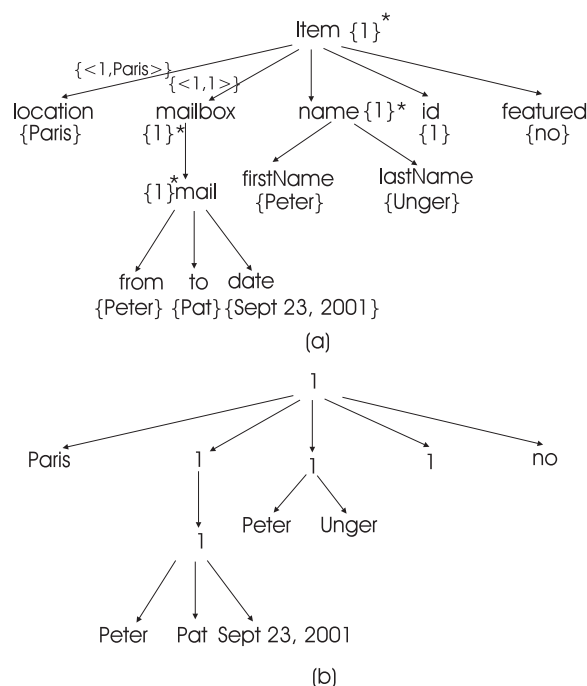 Item {1}*
{<1,Paris>}
{<1,1>}
location mailbox name {1}* id featured
{Paris} {1}* {1} {no}
{1}*mail firstName lastName
{Peter} {Unger}
from to date
{Peter} {Pat} {Sept 23, 2001}
(a)
1
Paris 1 1 1 no
Peter Unger
1
Peter Pat Sept 23, 2001
(b)